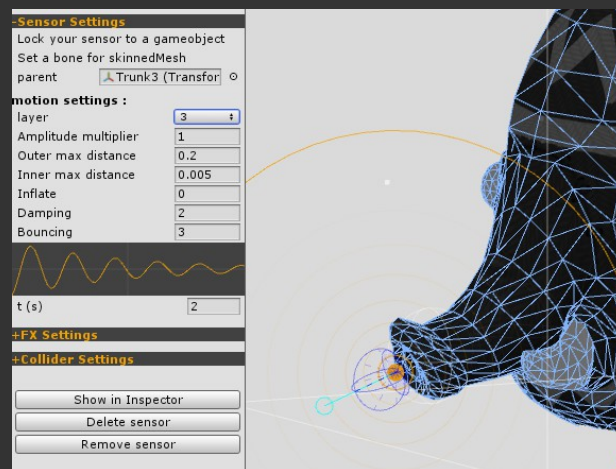 -Sensor Settings
Lock your sensor to a gameobject
Set a bone for skinnedMesh
parent Trunk3 (Transfor
motion settings :
layer 3
Amplitude multiplier 1
Outer max distance 0.2
Inner max distance 0.005
Inflate 0
Damping 2
Bouncing 3
t (s) 2
+FX Settings
+Collider Settings
Show in Inspector
Delete sensor
Remove sensor